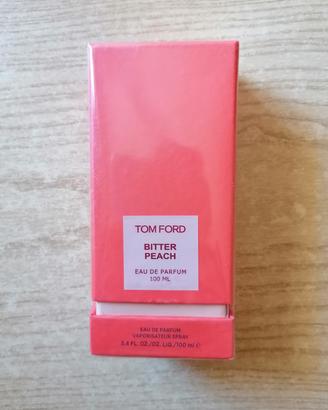 TOM FORD
BITTER
PEACH
EAU DE PARFUM
100 ML
EAU DE PARFUM
VAPORISATEUR SPRAY
3.4 FL.OZ./OZ.LIQ./100 ml ℮